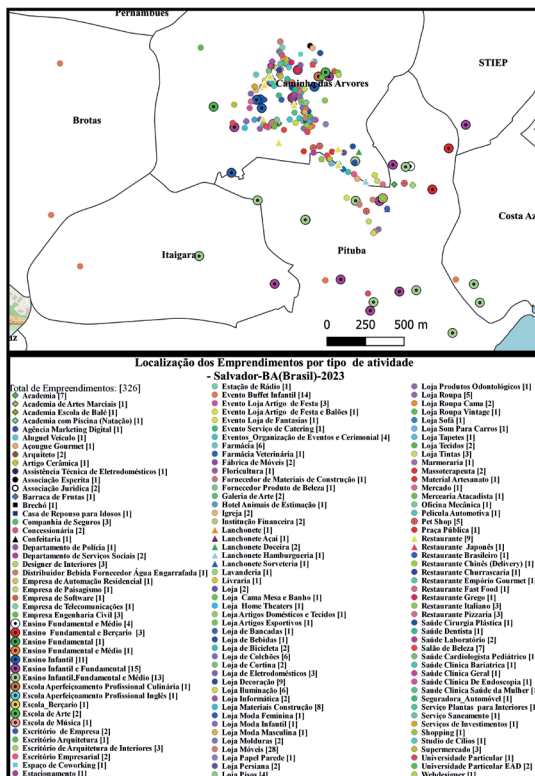 Pernambués
STIEP
Caminho das Arvores
Brotas
Costa Az
Itaigara
Pituba
0 250 500 m
Localização dos Emprendimentos por tipo de atividade
- Salvador-BA(Brasil)-2023
Total de Empreendimentos: [326]
Academia [7]
Academia de Artes Marciais [1]
Academia Escola de Balé [1]
Academia com Piscina (Natação) [1]
Agência Marketing Digital [1]
Aluguel Veículo [1]
Açougue Gourmet [1]
Arquiteto [2]
Artigo Cerâmica [1]
Assistência Técnica de Eletrodomésticos [1]
Associação Esperita [1]
Associação Jurídica [2]
Barraca de Frutas [1]
Brechó [1]
Casa de Reponso para Idosos [1]
Companhia de Seguros [3]
Concessionária [2]
Confeitaria [1]
Departamento de Polícia [1]
Departamento de Serviços Sociais [2]
Designer de Interiores [3]
Distribuidor Bebida Fornecedor Água Engarrafada [1]
Empresa de Automação Residencial [1]
Empresa de Paisagismo [1]
Empresa de Software [1]
Empresa de Telecomunicações [1]
Empresa Engenharia Civil [3]
Ensino Fundamental e Médio [4]
Ensino Fundamental e Berçario [3]
Ensino Fundamental [1]
Ensino Fundamental e Médio [1]
Ensino Infantil [11]
Ensino Infantil e Fundamental [15]
Ensino Infantil,Fundamental e Médio [13]
Escola Aperfeiçoamento Profissional Culinária [1]
Escola Aperfeiçoamento Profissional Inglês [1]
Escola_Berçario [1]
Escola de Arte [2]
Escola de Música [1]
Escritório de Empresa [2]
Escritório Arquitetura [1]
Escritório de Arquitetura de Interiores [3]
Escritório Empresarial [2]
Espaço de Coworking [1]
Estacionamento [1]
Estação de Rádio [1]
Evento Buffet Infantil [14]
Evento Loja Artigo de Festa [3]
Evento Loja Artigo de Festa e Balões [1]
Evento Loja de Fantasias [1]
Evento Serviço de Catering [1]
Eventos_Organização de Eventos e Cerimonial [4]
Farmácia [6]
Farmácia Veterinária [1]
Fábrica de Móveis [2]
Floricultura [1]
Fornecedor de Materiais de Construção [1]
Fornecedor Produto de Beleza [1]
Galeria de Arte [2]
Hotel Animais de Estimação [1]
Igreja [2]
Instituição Financeira [2]
Lanchonete [1]
Lanchonete Açaí [1]
Lanchonete Doceira [2]
Lanchonete Hamburgueria [1]
Lanchonete Sorveteria [1]
Lavanderia [1]
Livraria [1]
Loja [2]
Loja Cama Mesa e Banho [1]
Loja Home Theaters [1]
Loja Artigos Domésticos e Tecidos [1]
Loja Artigos Esportivos [1]
Loja de Bancadas [1]
Loja de Bebidas [1]
Loja de Bicicleta [2]
Loja de Colchões [6]
Loja de Cortina [2]
Loja de Eletrodomésticos [3]
Loja Decoração [9]
Loja Iluminação [6]
Loja Informática [2]
Loja Materiais Construção [8]
Loja Moda Feminina [1]
Loja Moda Infantil [1]
Loja Moda Masculina [1]
Loja Molduras [2]
Loja Móveis [28]
Loja Papel Parede [1]
Loja Persiana [2]
Loja Pisos [4]
Loja Produtos Odontológicos [1]
Loja Roupa [5]
Loja Roupa Cama [2]
Loja Roupa Vintage [1]
Loja Sofá [1]
Loja Som Para Carros [1]
Loja Tapetes [1]
Loja Tecidos [2]
Loja Tintas [3]
Marmoraria [1]
Massoterapeuta [2]
Material Artesanato [1]
Mercado [1]
Mercearia Atacadista [1]
Oficina Mecânica [1]
Película Automotiva [1]
Pet Shop [5]
Praça Pública [1]
Restaurante [9]
Restaurante Japonês [1]
Restaurante Brasileiro [1]
Restaurante Chinês (Delivery) [1]
Restaurante Churrascaria [1]
Restaurante Empório Gourmet [1]
Restaurante Fast Food [1]
Restaurante Grego [1]
Restaurante Italiano [3]
Restaurante Pizzaria [3]
Saúde Cirurgia Plástica [1]
Saúde Dentista [1]
Saúde Laboratório [2]
Salão de Beleza [7]
Saúde Cardiologista Pediátrico [1]
Saúde Clínica Bariatrica [1]
Saúde Clínica Geral [1]
Saúde Clínica De Endoscopia [1]
Saúde Clínica Saúde da Mulher [1]
Seguradora_Automóvel [1]
Serviço Plantas para Interiores [1]
Serviço Saneamento [1]
Serviços de Investimentos [1]
Shopping [1]
Studio de Cílios [1]
Supermercado [3]
Universidade Particular [1]
Universidade Particular EAD [2]
Webdesigner [1]